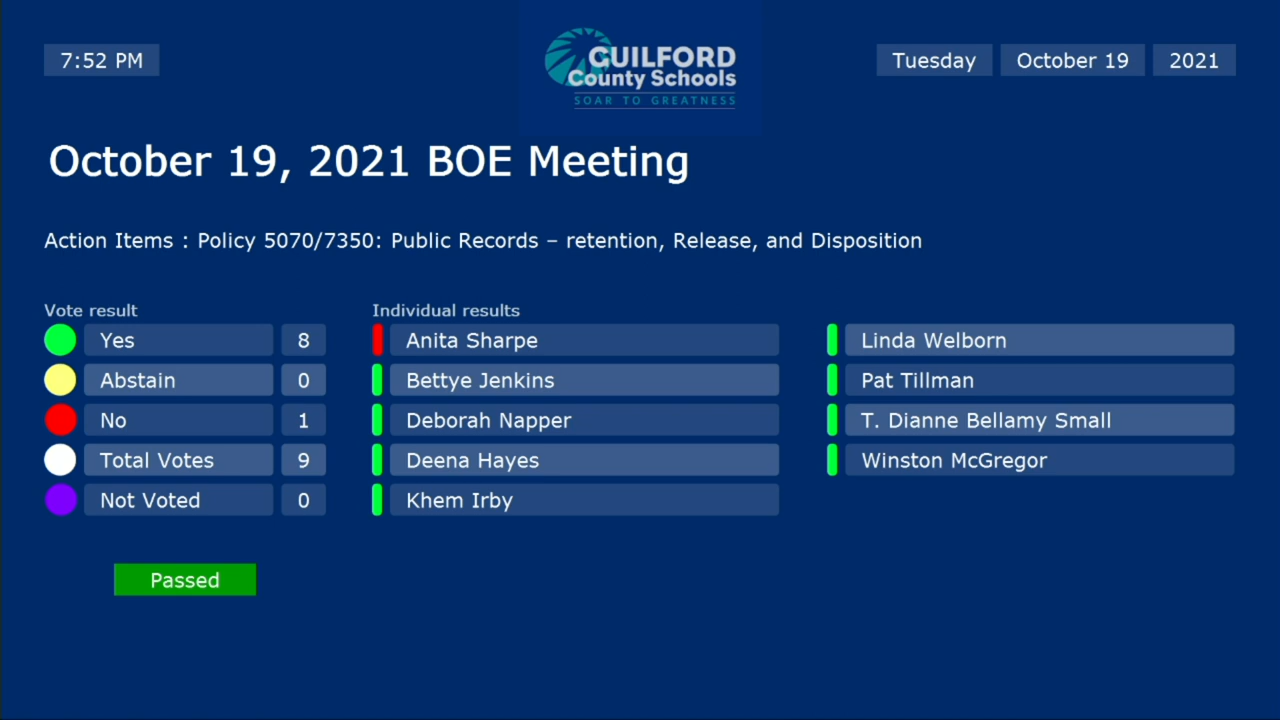 7:52 PM
GUILFORD
County Schools
SOAR TO GREATNESS
Tuesday October 19 2021
October 19, 2021 BOE Meeting
Action Items : Policy 5070/7350: Public Records – retention, Release, and Disposition
Vote result
Yes 8
Abstain 0
No 1
Total Votes 9
Not Voted 0
Passed
Individual results
Anita Sharpe
Bettye Jenkins
Deborah Napper
Deena Hayes
Khem Irby
Linda Welborn
Pat Tillman
T. Dianne Bellamy Small
Winston McGregor